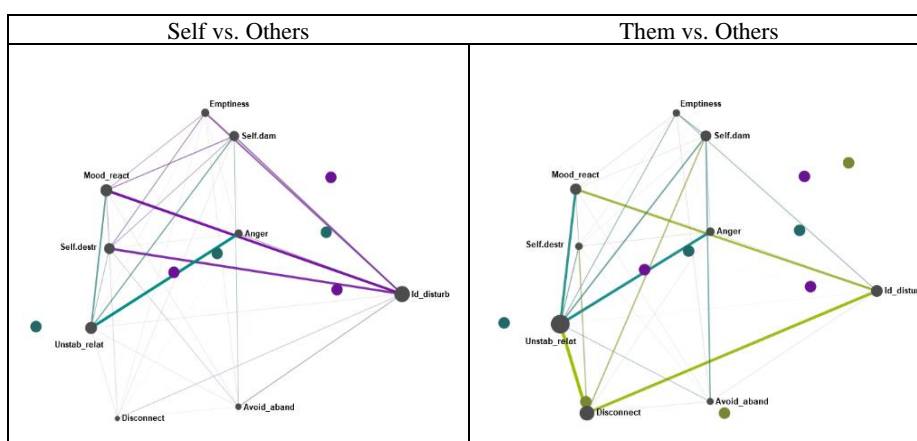 Self vs. Others
Them vs. Others
Emptiness
Self.dam
Mood_react
Anger
Self.destr
Id_disturb
Unstab_relat
Avoid_aband
Disconnect
Emptiness
Self.dam
Mood_react
Anger
Self.destr
Id_disturb
Unstab_relat
Avoid_aband
Disconnect